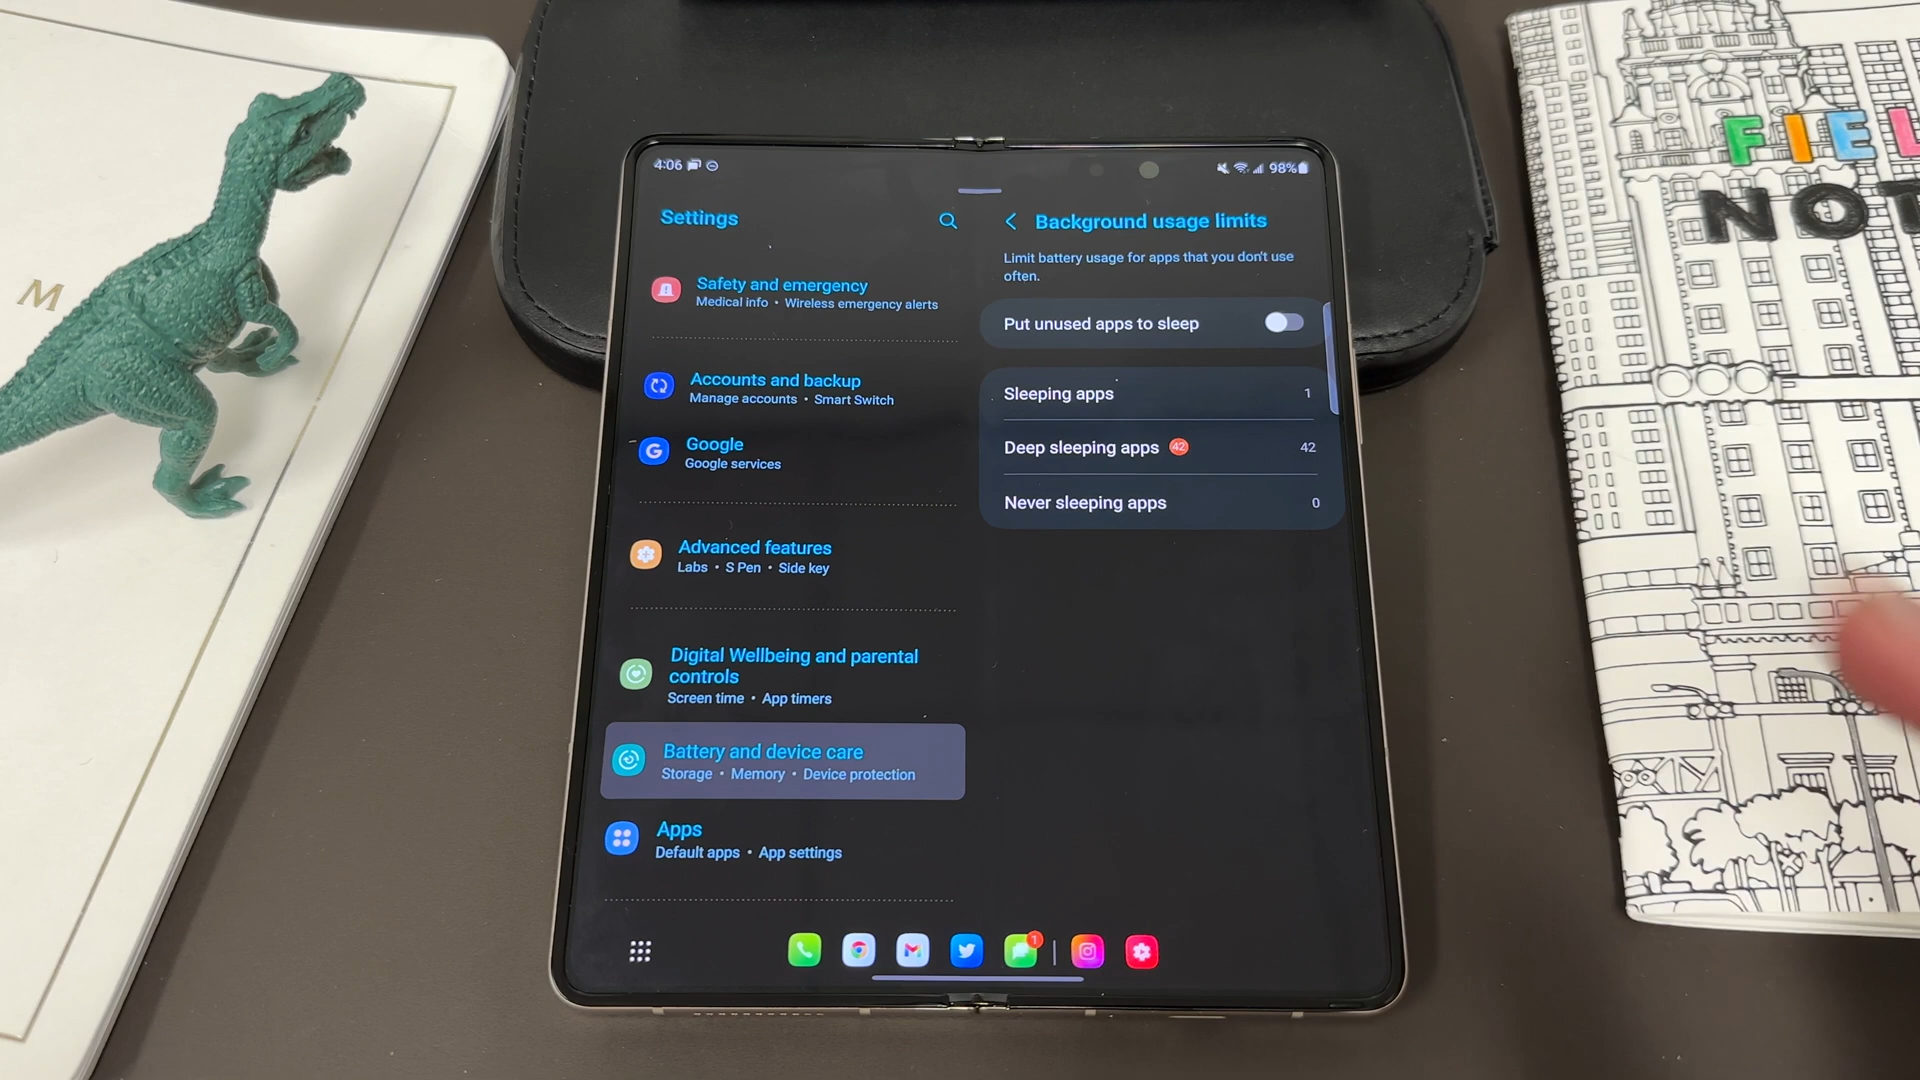 M
FIEL
NOT
4:06
98%
Settings
Safety and emergency
Medical info • Wireless emergency alerts
Accounts and backup
Manage accounts • Smart Switch
Google
Google services
Advanced features
Labs • S Pen • Side key
Digital Wellbeing and parental
controls
Screen time • App timers
Battery and device care
Storage • Memory • Device protection
Apps
Default apps • App settings
Background usage limits
Limit battery usage for apps that you don't use
often.
Put unused apps to sleep
Sleeping apps 1
Deep sleeping apps 42 42
Never sleeping apps 0
1